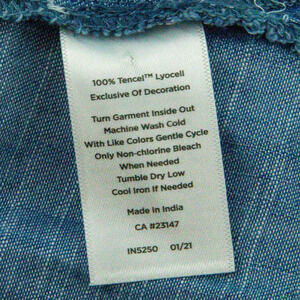 100% Tencel™ Lyocell
Exclusive Of Decoration
Turn Garment Inside Out
Machine Wash Cold
With Like Colors Gentle Cycle
Only Non-chlorine Bleach
When Needed
Tumble Dry Low
Cool Iron If Needed
Made in India
CA #23147
IN5250 01/21